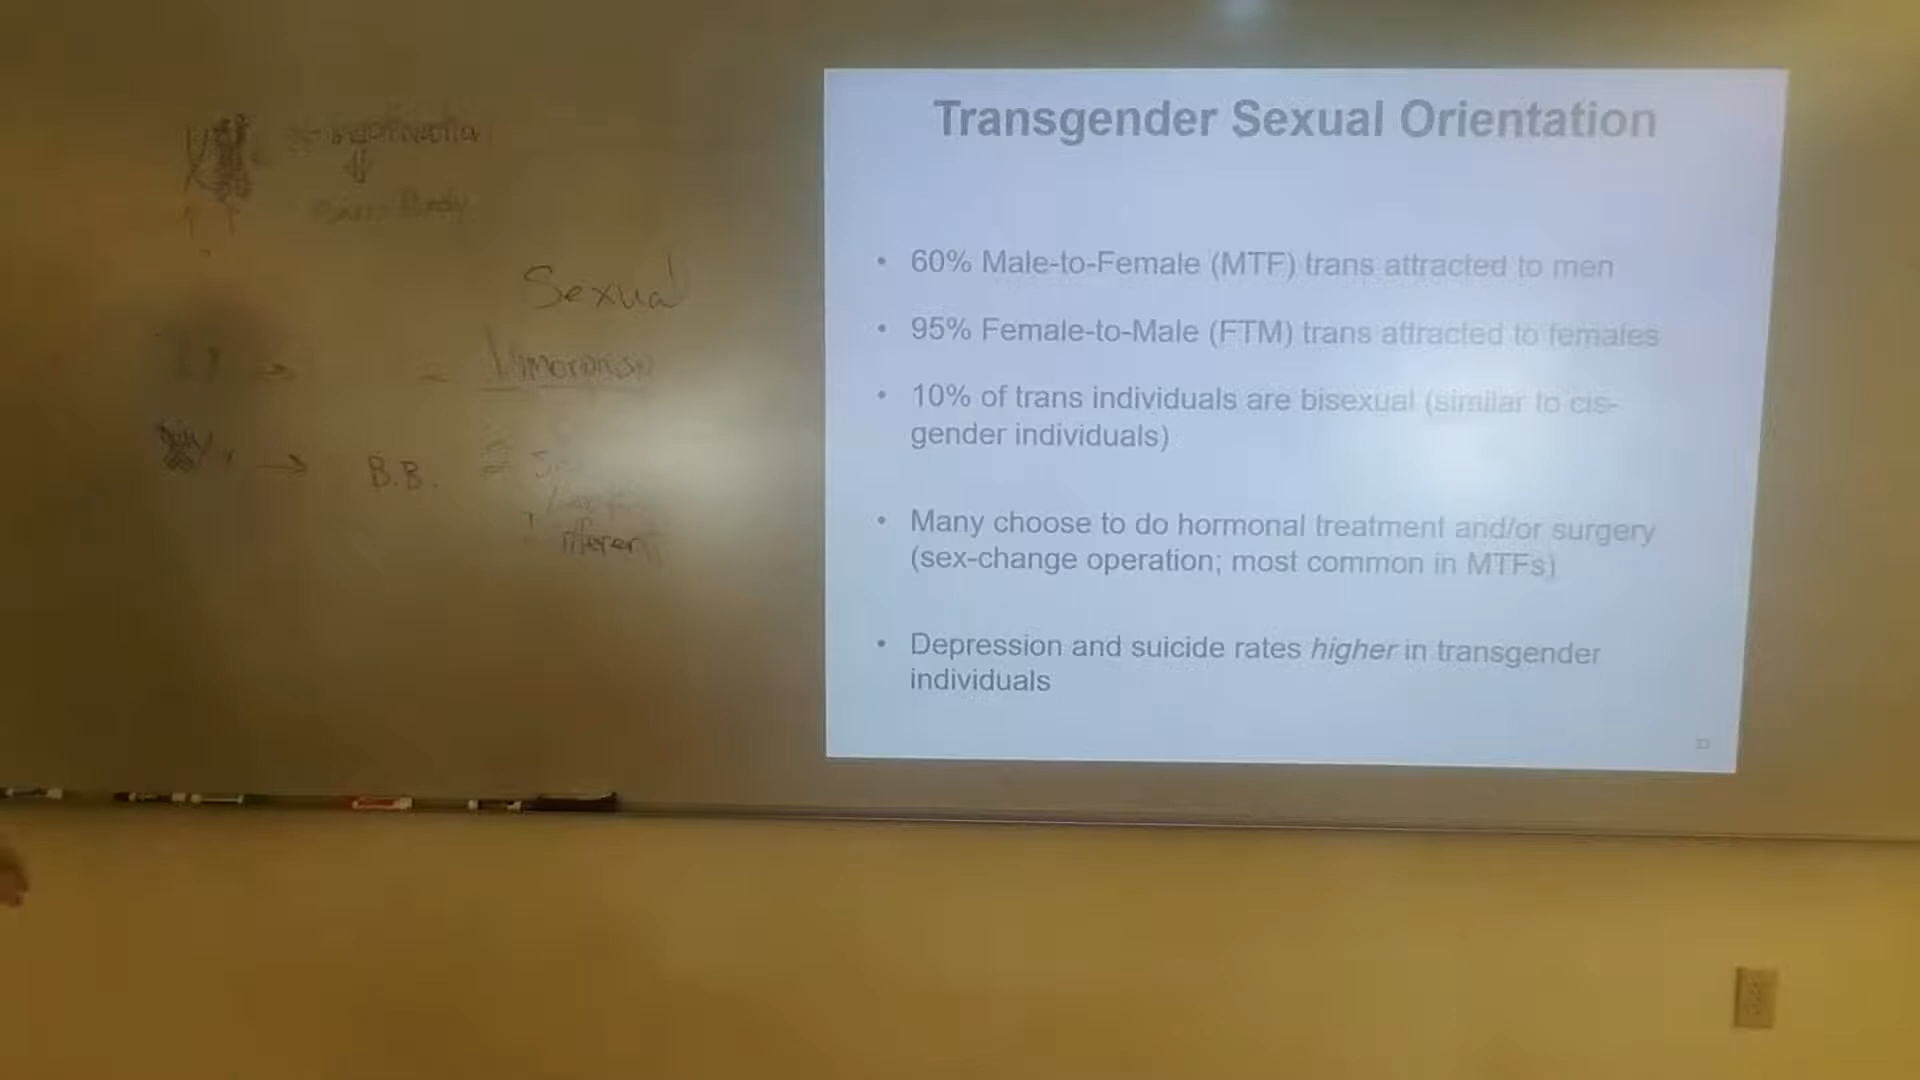 Sexual
B.B.
Transgender Sexual Orientation
• 60% Male-to-Female (MTF) trans attracted to men
• 95% Female-to-Male (FTM) trans attracted to females
• 10% of trans individuals are bisexual (similar to cis-
gender individuals)
• Many choose to do hormonal treatment and/or surgery
(sex-change operation; most common in MTFs)
• Depression and suicide rates higher in transgender
individuals